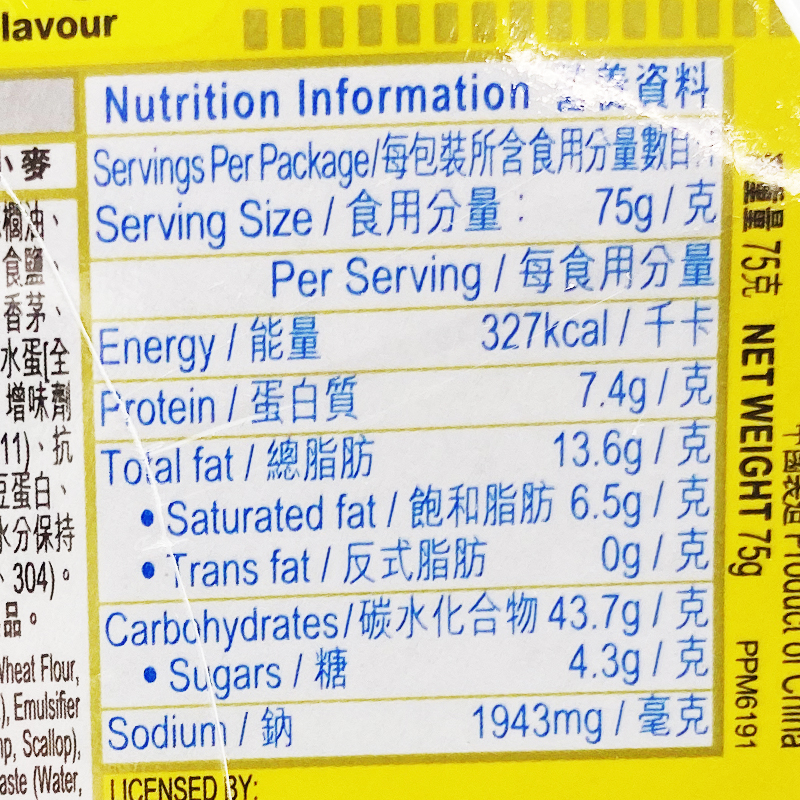 lavour
Nutrition Information 營養資料
Servings Per Package/每包裝所含食用分量數目
Serving Size / 食用分量： 75g / 克
Per Serving / 每食用分量
Energy / 能量 327kcal / 千卡
Protein / 蛋白質 7.4g / 克
Total fat / 總脂肪 13.6g / 克
• Saturated fat / 飽和脂肪 6.5g / 克
• Trans fat / 反式脂肪 0g / 克
Carbohydrates/碳水化合物 43.7g / 克
• Sugars / 糖 4.3g / 克
Sodium / 鈉 1943mg / 毫克
LICENSED BY:
小麥
欖油、
食鹽、
香茅、
水蛋[全
增味劑
11)、抗
豆蛋白、
水分保持
、304)。
品。
Wheat Flour,
), Emulsifier
np, Scallop),
aste (Water,
75克 NET WEIGHT 75g PPM6191
中國製造 Product of China